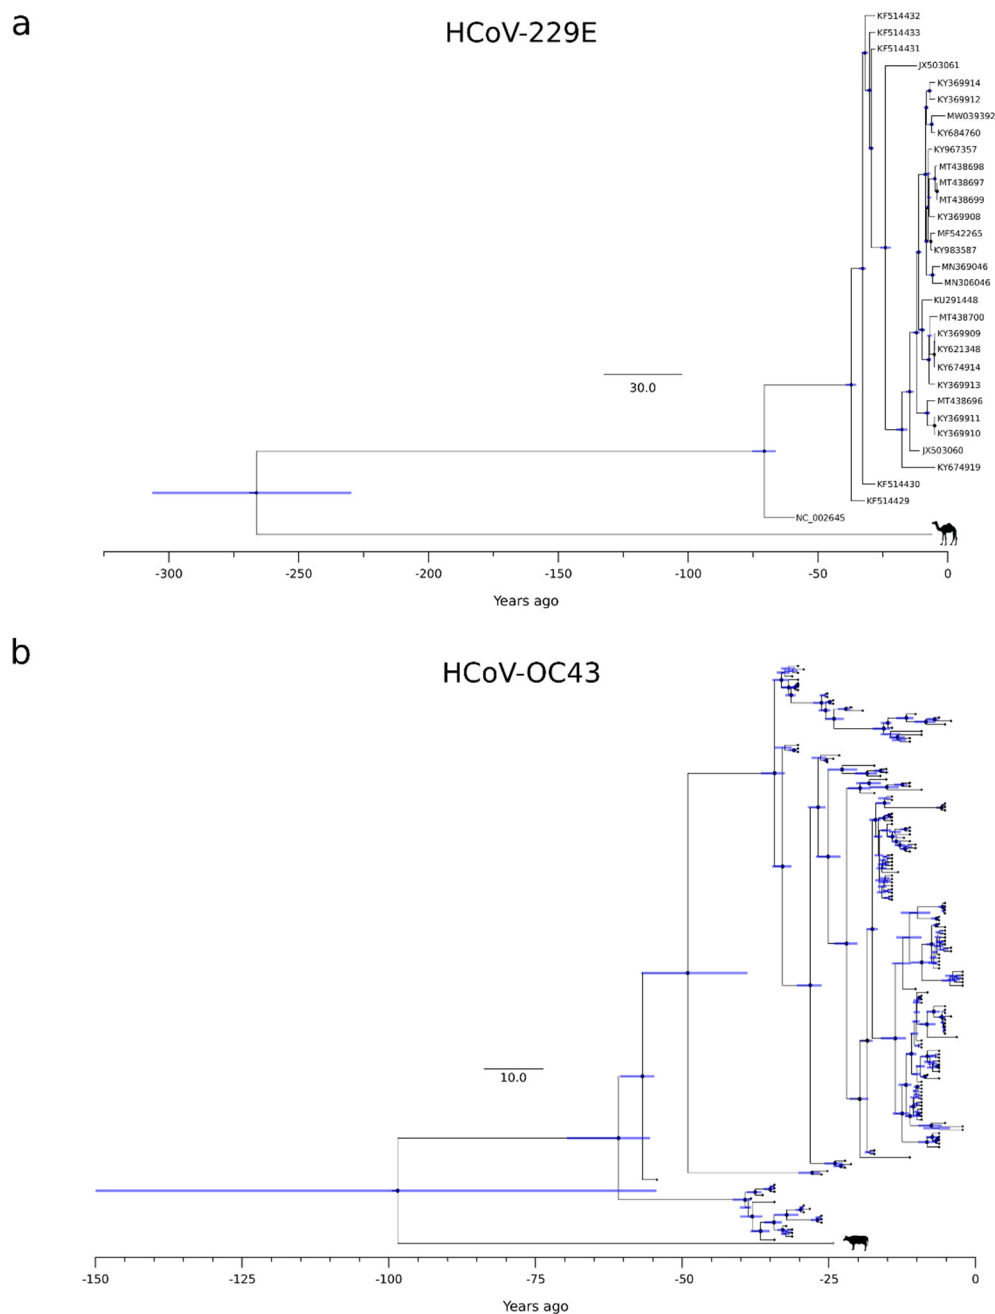 a
HCoV-229E
KF514432
KF514433
KF514431
JX503061
KY369914
KY369912
MW039392
KY684760
KY967357
MT438698
MT438697
MT438699
KY369908
MF542265
KY983587
MN369046
MN306046
KU291448
MT438700
KY369909
KY621348
KY674914
KY369913
MT438696
KY369911
KY369910
JX503060
KY674919
KF514430
KF514429
NC_002645
30.0
-300 -250 -200 -150 -100 -50 0
Years ago
b
HCoV-OC43
10.0
-150 -125 -100 -75 -50 -25 0
Years ago